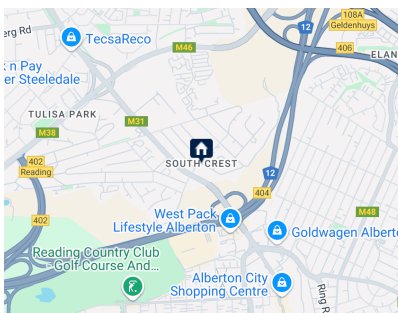 108A
Geldenhuys
12
erg Rd
TecsaReco
M46
406
ELAN
k n Pay
er Steeledale
TULISA PARK
M31
M38
402
Reading
SOUTH CREST
12
404
402
West Pack
Lifestyle Alberton
M48
Goldwagen Alberto
Reading Country Club
- Golf Course And...
Alberton City
Shopping Centre
Ring R